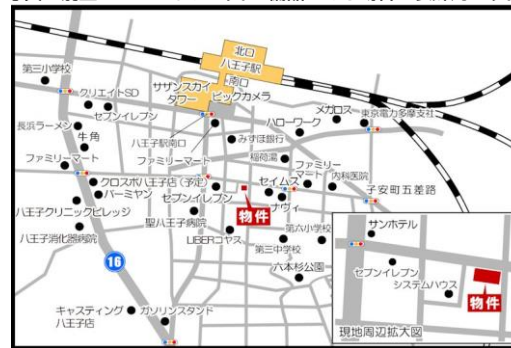 北口
八王子駅
南口
第三小学校
サザンスカイ
タワー
ビックカメラ
クリエイトSD
セブンイレブン
メガロス
東京電力多摩支社
ハローワーク
長浜ラーメン
牛角
八王子駅南口
みずほ銀行
ファミリーマート
ファミリーマート
稲荷湯
ファミリー
マート
内科医院
クロスポ八王子店(予定)
バーミヤン
セブンイレブン
セイムス
ナヴィ
子安町五差路
物件
八王子クリニックビレッジ
聖八王子病院
八王子消化器病院
LIBERコヤス
第六小学校
第三中学校
六本杉公園
16
キャスティング
八王子店
ガソリンスタンド
サンホテル
セブンイレブン
システムハウス
物件
現地周辺拡大図